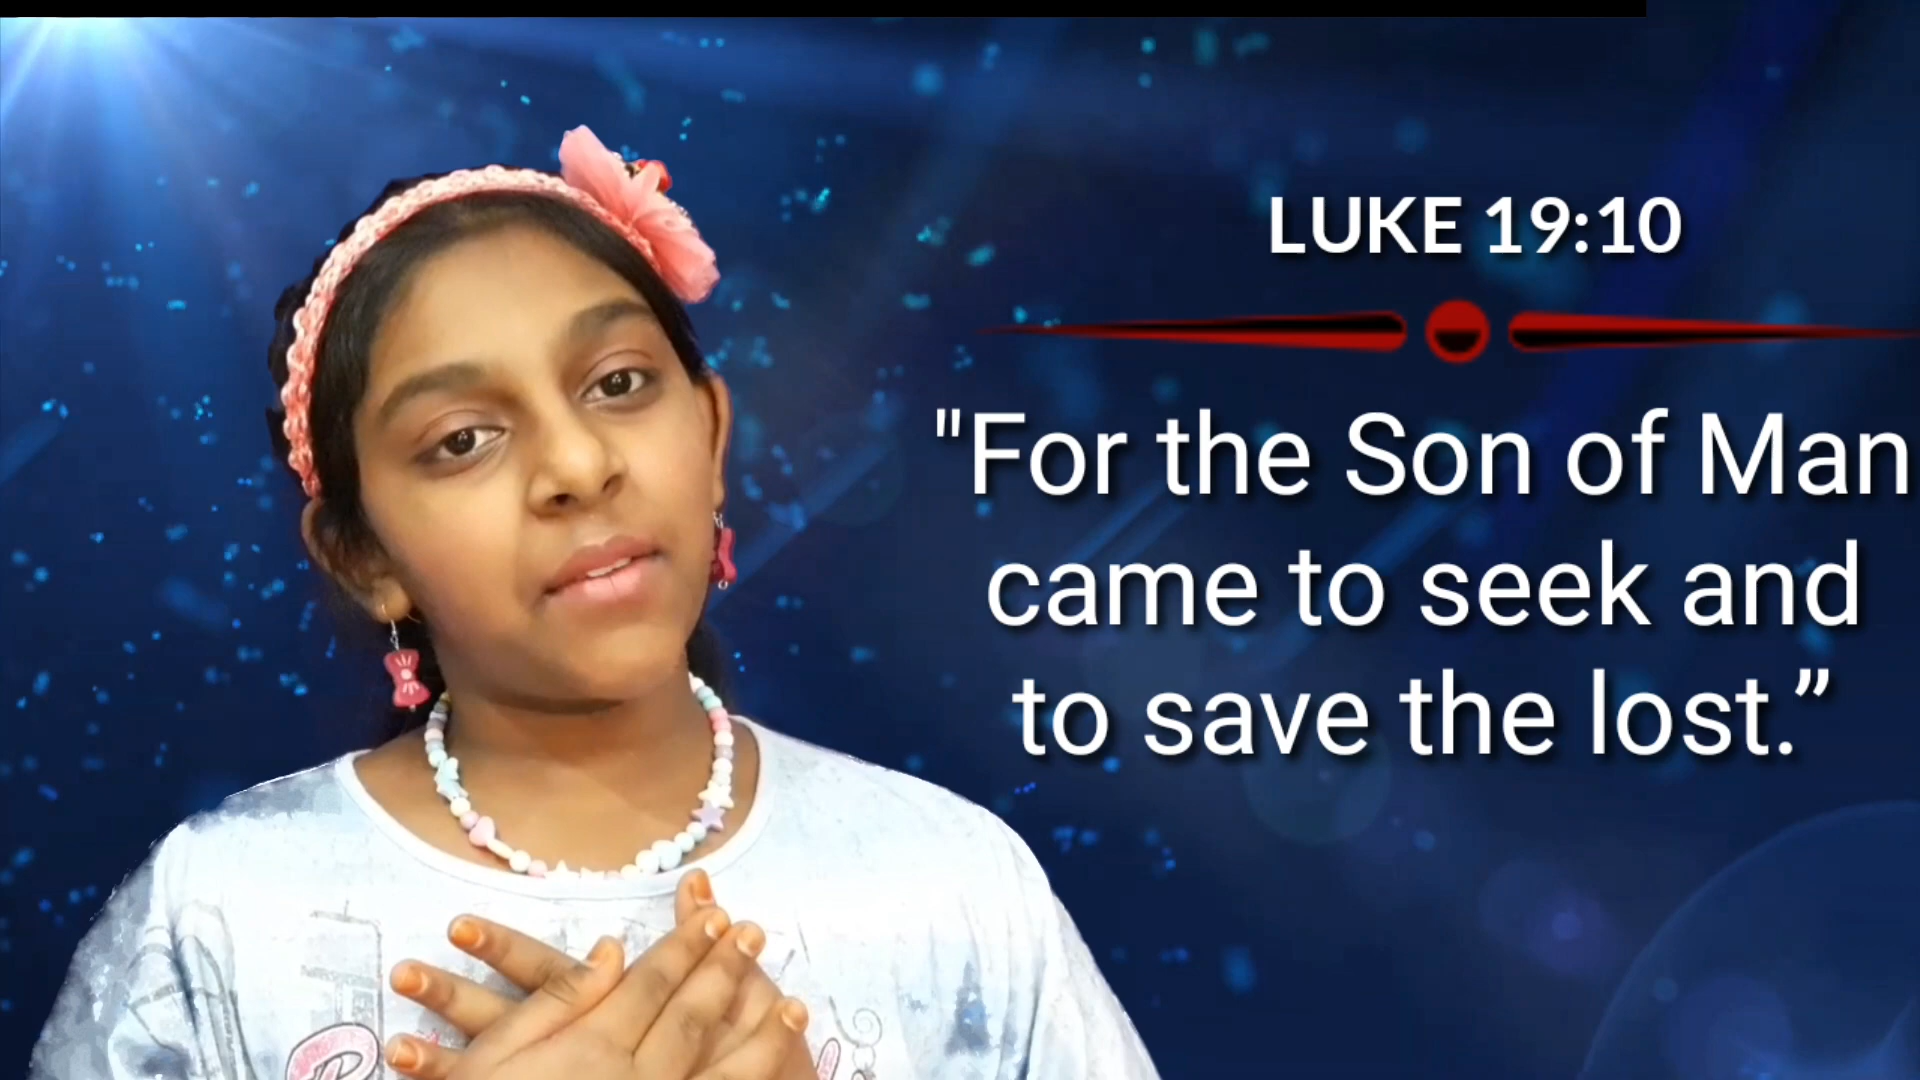 LUKE 19:10
"For the Son of Man
came to seek and
to save the lost.”